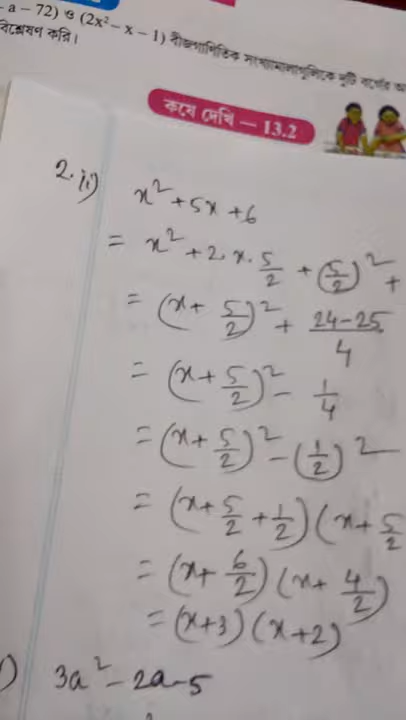 a – 72) ও (2x² – x – 1) বীজগাণিতিক সংখ্যামালাগুলিকে দুটি বর্গের
বিশ্লেষণ করি।
কষে দেখি — 13.2
2. ii) x² + 5x + 6
= x² + 2. x. 5/2 + (5/2)² +
= (x + 5/2)² + (24-25)/4
= (x + 5/2)² - 1/4
= (x + 5/2)² - (1/2)²
= (x + 5/2 + 1/2) (x + 5/2
= (x + 6/2) (x + 4/2)
= (x+3) (x+2)
) 3a² - 2a - 5